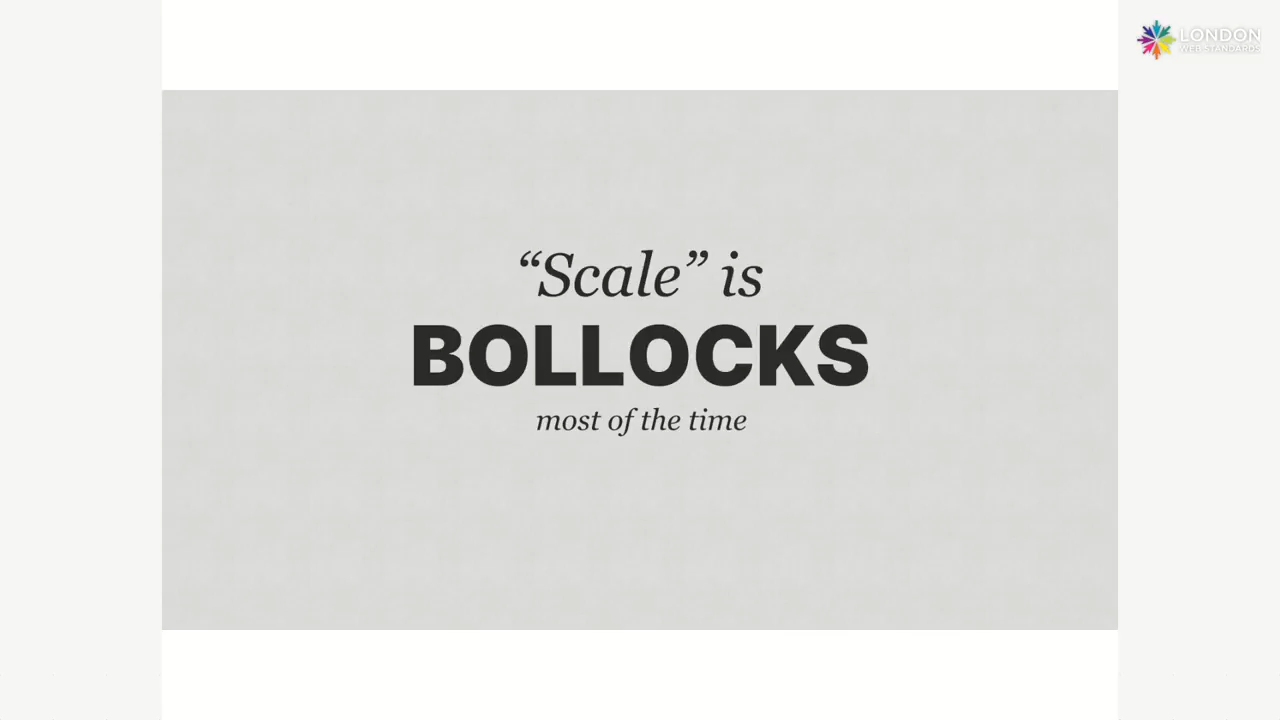 “Scale” is
BOLLOCKS
most of the time
LONDON
WEB STANDARDS